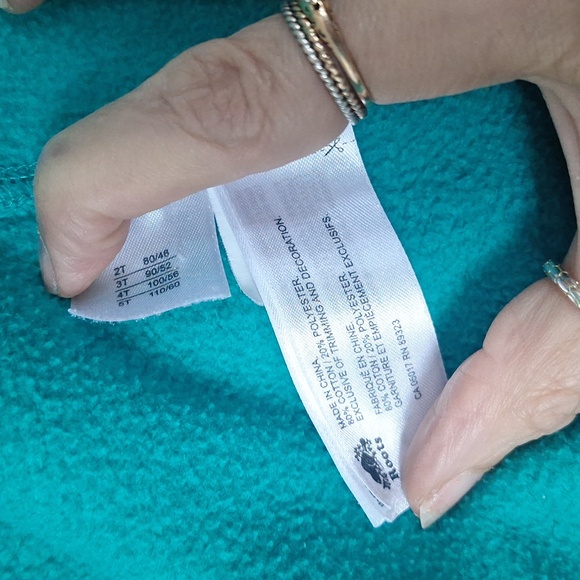 2T 80/48
3T 90/52
4T 100/56
5T 110/60
MADE IN CHINA.
80% COTTON / 20% POLYESTER.
EXCLUSIVE OF TRIMMING AND DECORATION.
FABRIQUÉ EN CHINE.
80% COTON / 20% POLYESTER.
GARNITURE ET EMPIÈCEMENT EXCLUSIFS.
CA 05011 RN 89323
Roots